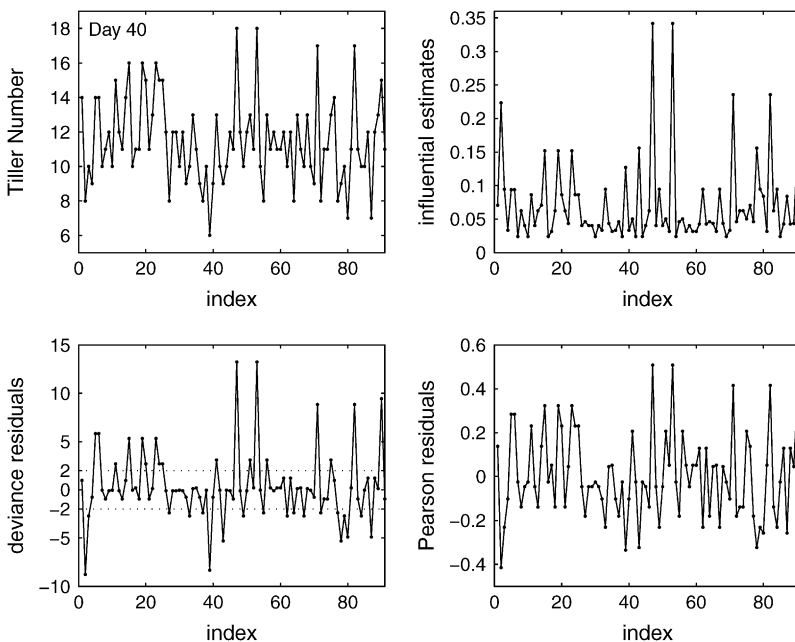 Day 40
Tiller Number
18
16
14
12
10
8
6
0 20 40 60 80
index
influential estimates
0.35
0.3
0.25
0.2
0.15
0.1
0.05
0
0 20 40 60 80
index
deviance residuals
15
10
5
2
0
−2
−5
−10
0 20 40 60 80
index
Pearson residuals
0.6
0.4
0.2
0
−0.2
−0.4
0 20 40 60 80
index